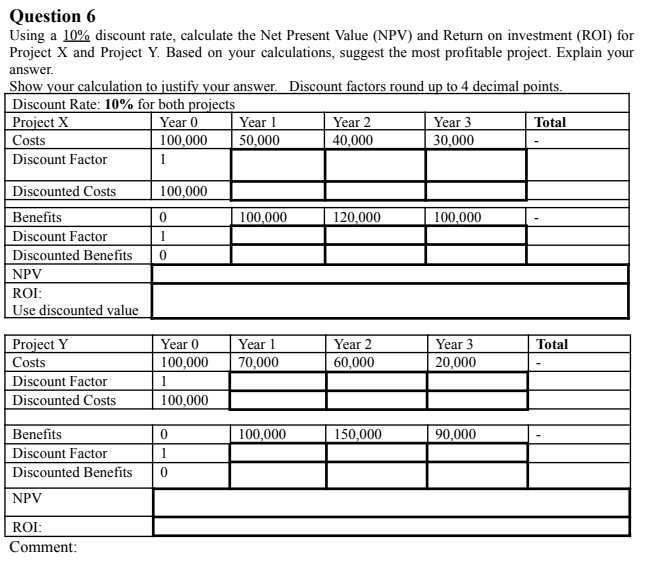 Question 6
Using a 10% discount rate, calculate the Net Present Value (NPV) and Return on investment (ROI) for
Project X and Project Y. Based on your calculations, suggest the most profitable project. Explain your
answer.
Show your calculation to justify your answer. Discount factors round up to 4 decimal points.
Discount Rate: 10% for both projects
Project X Year 0 Year 1 Year 2 Year 3 Total
Costs 100,000 50,000 40,000 30,000 -
Discount Factor 1
Discounted Costs 100,000
Benefits 0 100,000 120,000 100,000 -
Discount Factor 1
Discounted Benefits 0
NPV
ROI:
Use discounted value
Project Y Year 0 Year 1 Year 2 Year 3 Total
Costs 100,000 70,000 60,000 20,000 -
Discount Factor 1
Discounted Costs 100,000
Benefits 0 100,000 150,000 90,000 -
Discount Factor 1
Discounted Benefits 0
NPV
ROI:
Comment: